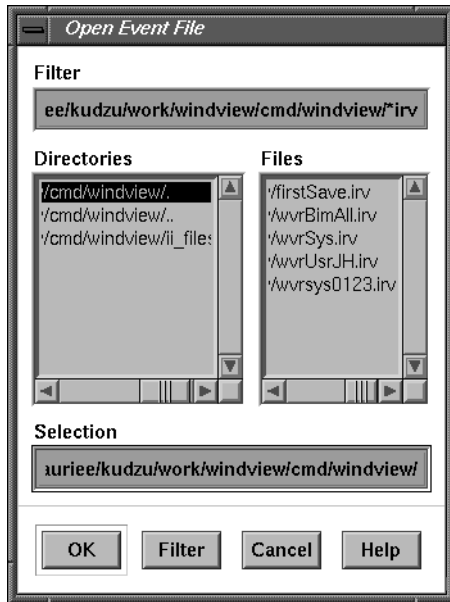 Open Event File
Filter
ee/kudzu/work/windview/cmd/windview/*irv
Directories
Files
/cmd/windview/.
/cmd/windview/..
/cmd/windview/ii_files
/firstSave.irv
/wvrBimAll.irv
/wvrSys.irv
/wvrUsrJH.irv
/wvrsys0123.irv
Selection
auriee/kudzu/work/windview/cmd/windview/
OK
Filter
Cancel
Help